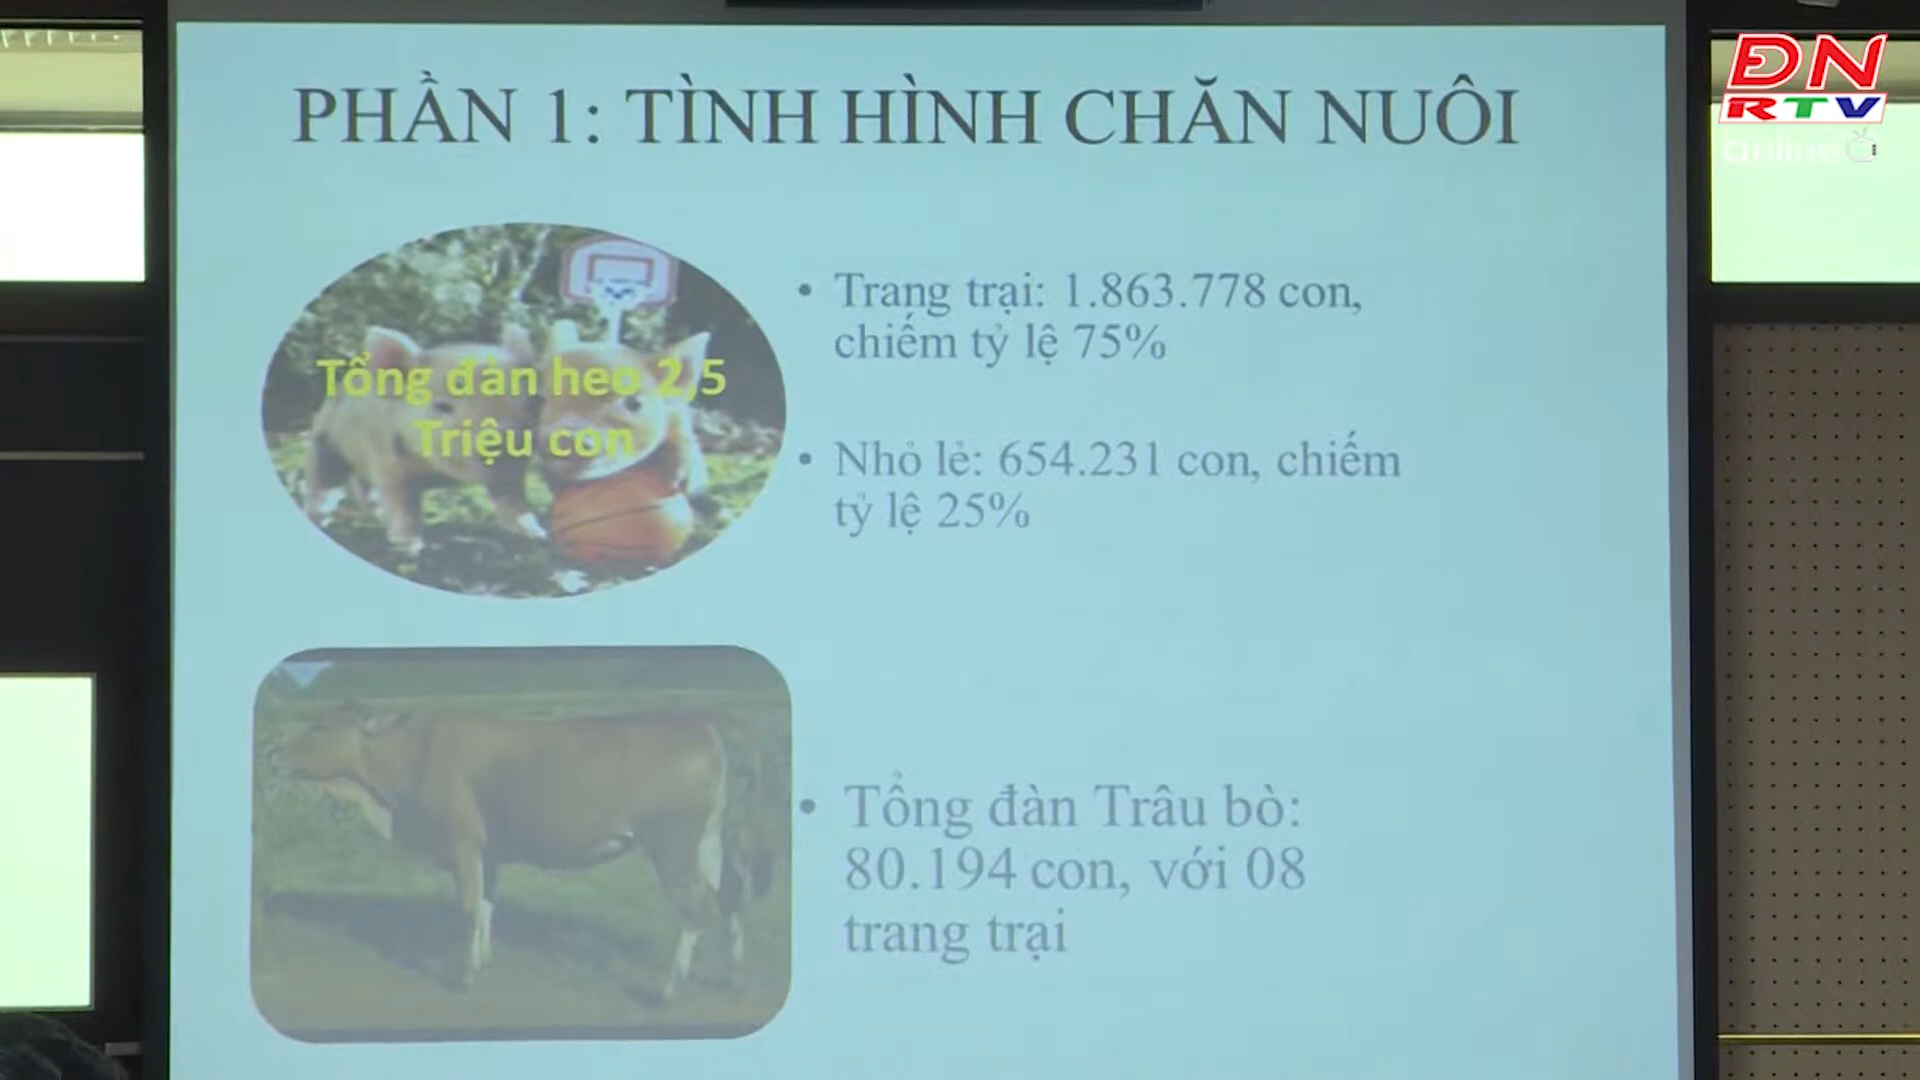 PHẦN 1: TÌNH HÌNH CHĂN NUÔI
ĐN
RTV
Online
Tổng đàn heo 2,5
Triệu con
• Trang trại: 1.863.778 con,
chiếm tỷ lệ 75%
• Nhỏ lẻ: 654.231 con, chiếm
tỷ lệ 25%
• Tổng đàn Trâu bò:
80.194 con, với 08
trang trại